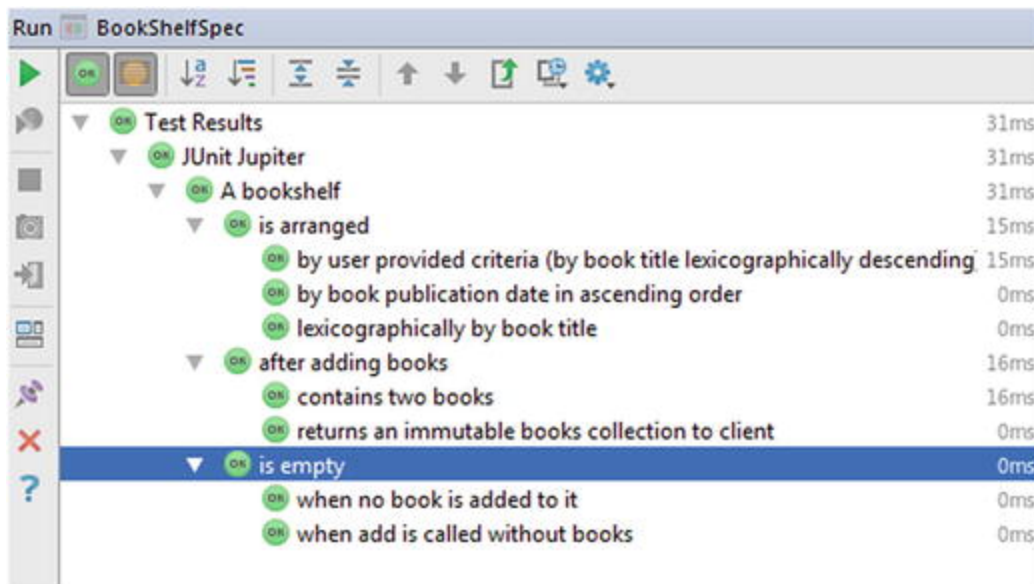 Run BookShelfSpec
Test Results 31ms
JUnit Jupiter 31ms
A bookshelf 31ms
is arranged 15ms
by user provided criteria (by book title lexicographically descending 15ms
by book publication date in ascending order 0ms
lexicographically by book title 0ms
after adding books 16ms
contains two books 16ms
returns an immutable books collection to client 0ms
is empty 0ms
when no book is added to it 0ms
when add is called without books 0ms